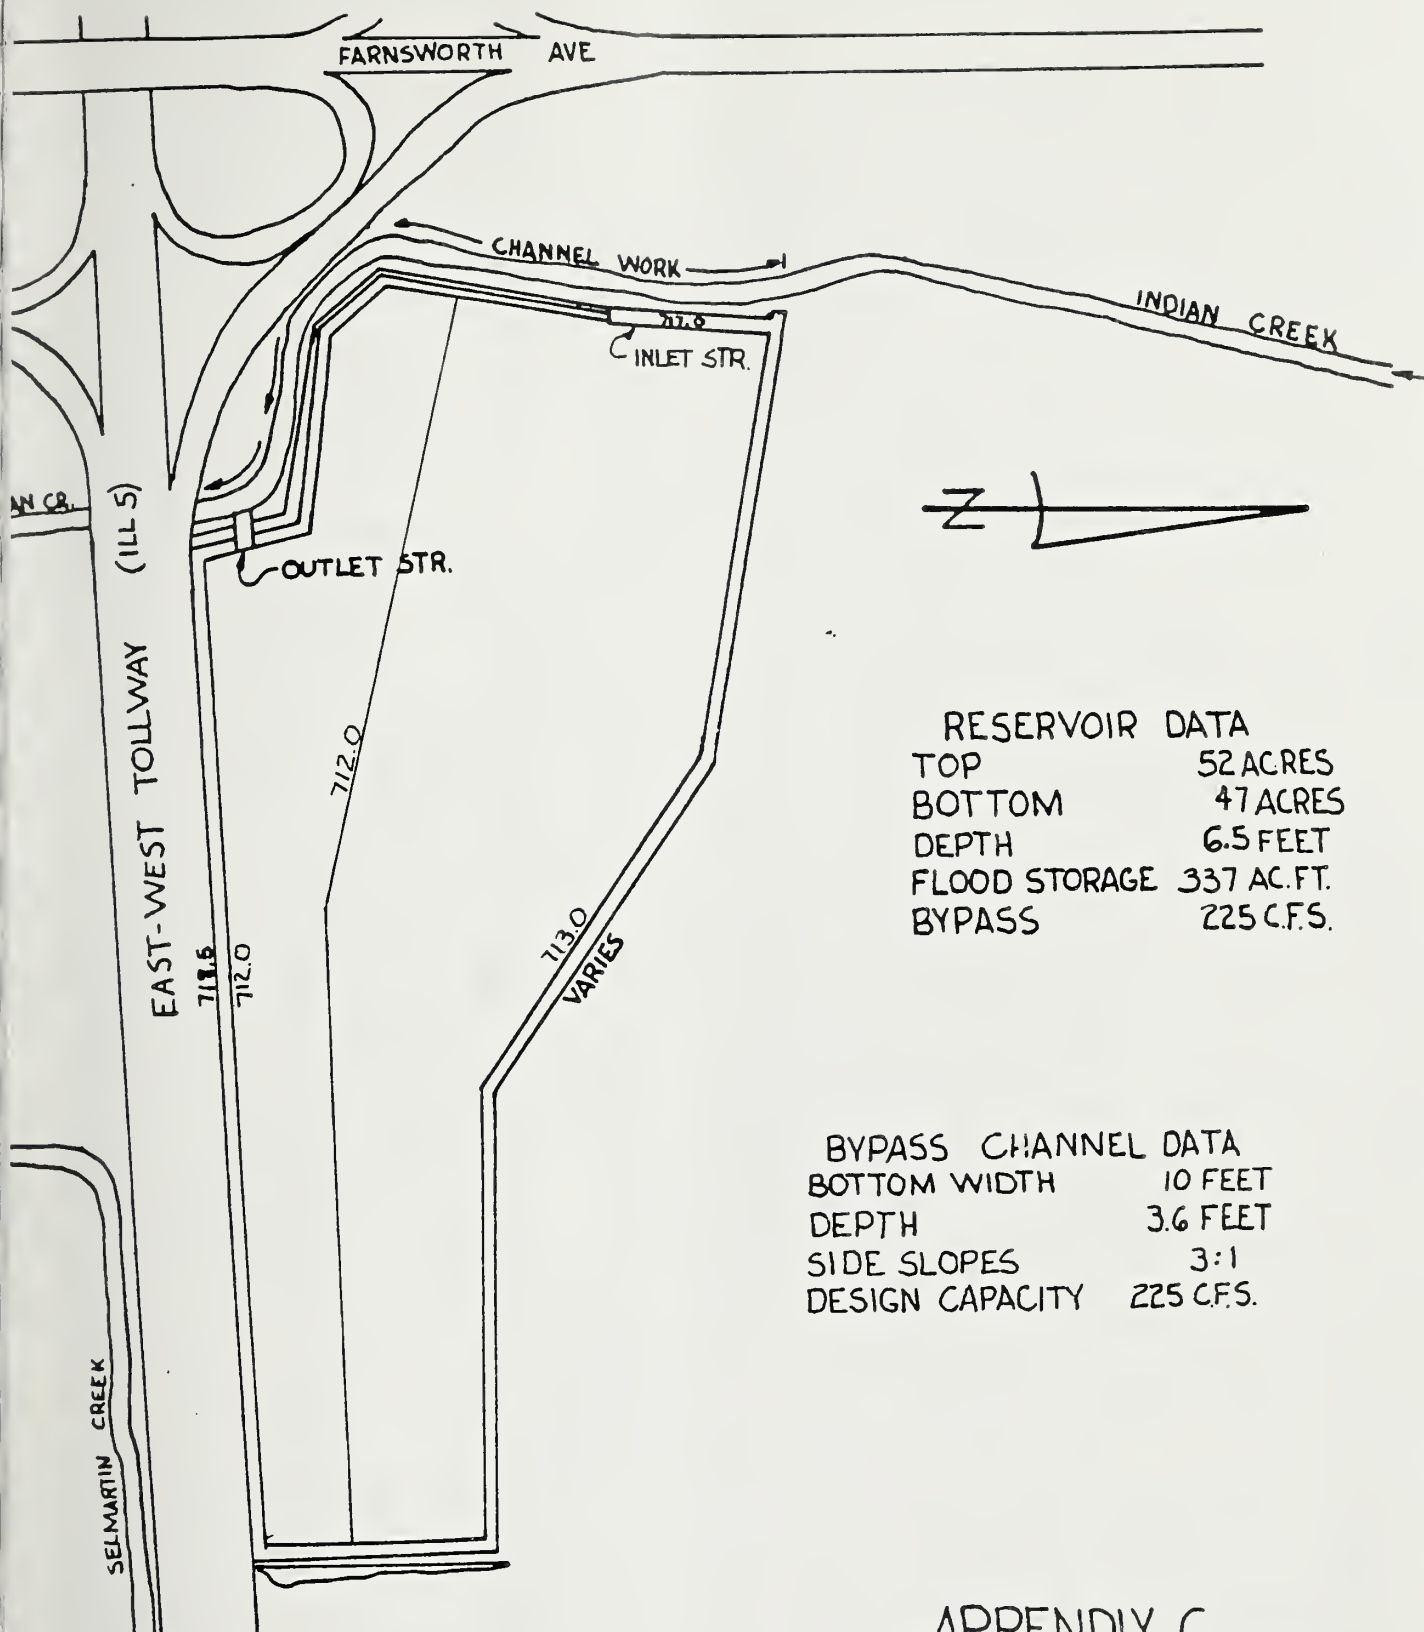 FARNSWORTH AVE
CHANNEL WORK
INDIAN CREEK
INLET STR.
AN CR.
(ILL 5)
OUTLET STR.
N
EAST-WEST TOLLWAY
712.0
712.0
713.0
VARIES
RESERVOIR DATA
TOP 52 ACRES
BOTTOM 47 ACRES
DEPTH 6.5 FEET
FLOOD STORAGE 337 AC.FT.
BYPASS 225 C.F.S.
BYPASS CHANNEL DATA
BOTTOM WIDTH 10 FEET
DEPTH 3.6 FEET
SIDE SLOPES 3:1
DESIGN CAPACITY 225 C.F.S.
SELMARTIN CREEK
APPENDIX C